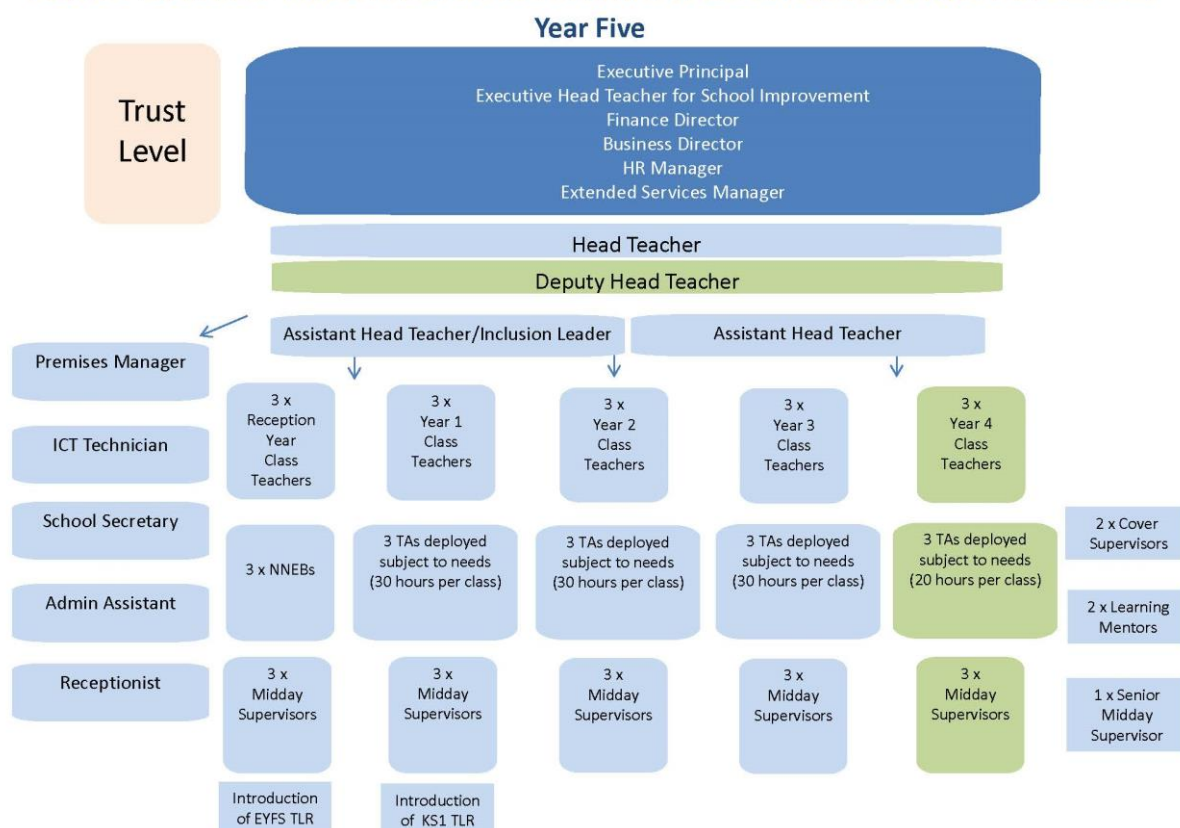 Year Five
Trust
Level
Executive Principal
Executive Head Teacher for School Improvement
Finance Director
Business Director
HR Manager
Extended Services Manager
Head Teacher
Deputy Head Teacher
Assistant Head Teacher/Inclusion Leader
Assistant Head Teacher
Premises Manager
ICT Technician
School Secretary
Admin Assistant
Receptionist
3 x
Reception
Year
Class
Teachers
3 x
Year 1
Class
Teachers
3 x
Year 2
Class
Teachers
3 x
Year 3
Class
Teachers
3 x
Year 4
Class
Teachers
3 x NNEBs
3 TAs deployed
subject to needs
(30 hours per class)
3 TAs deployed
subject to needs
(30 hours per class)
3 TAs deployed
subject to needs
(30 hours per class)
3 TAs deployed
subject to needs
(20 hours per class)
2 x Cover
Supervisors
2 x Learning
Mentors
3 x
Midday
Supervisors
3 x
Midday
Supervisors
3 x
Midday
Supervisors
3 x
Midday
Supervisors
3 x
Midday
Supervisors
1 x Senior
Midday
Supervisor
Introduction
of EYFS TLR
Introduction
of KS1 TLR